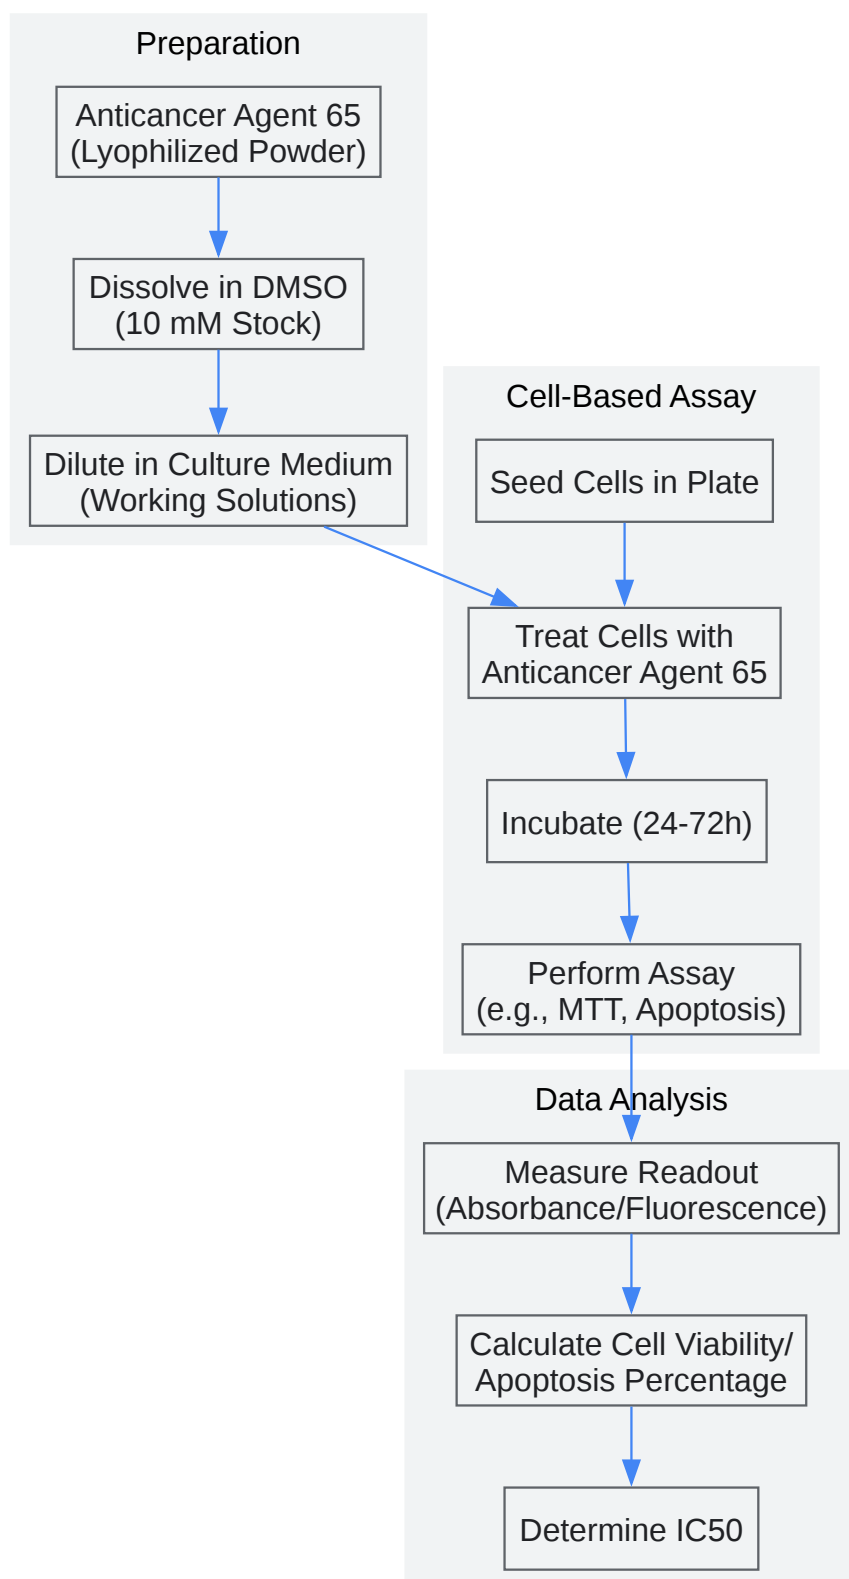 Preparation
Anticancer Agent 65
(Lyophilized Powder)
Dissolve in DMSO
(10 mM Stock)
Dilute in Culture Medium
(Working Solutions)
Cell-Based Assay
Seed Cells in Plate
Treat Cells with
Anticancer Agent 65
Incubate (24-72h)
Perform Assay
(e.g., MTT, Apoptosis)
Data Analysis
Measure Readout
(Absorbance/Fluorescence)
Calculate Cell Viability/
Apoptosis Percentage
Determine IC50